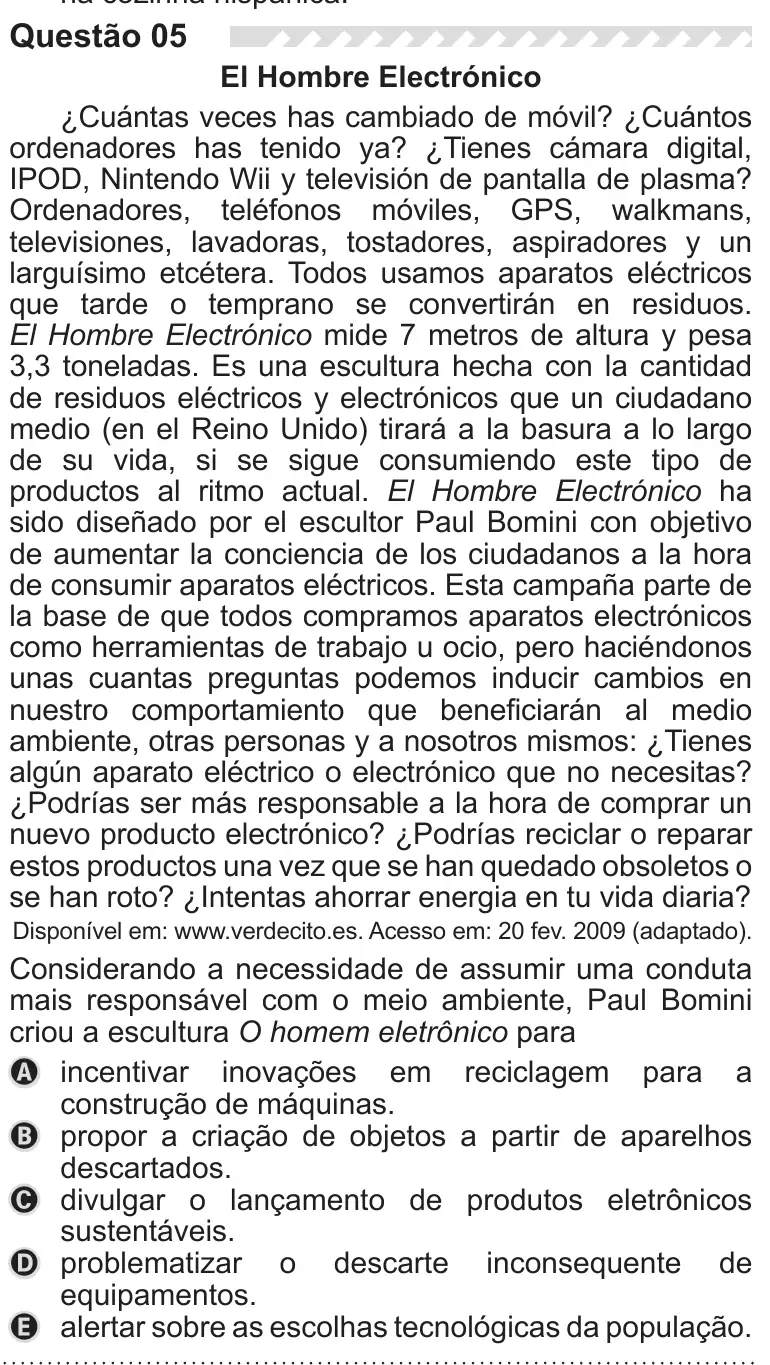 na cozinha hispânica.
Questão 05
El Hombre Electrónico
¿Cuántas veces has cambiado de móvil? ¿Cuántos
ordenadores has tenido ya? ¿Tienes cámara digital,
IPOD, Nintendo Wii y televisión de pantalla de plasma?
Ordenadores, teléfonos móviles, GPS, walkmans,
televisiones, lavadoras, tostadores, aspiradores y un
larguísimo etcétera. Todos usamos aparatos eléctricos
que tarde o temprano se convertirán en residuos.
El Hombre Electrónico mide 7 metros de altura y pesa
3,3 toneladas. Es una escultura hecha con la cantidad
de residuos eléctricos y electrónicos que un ciudadano
medio (en el Reino Unido) tirará a la basura a lo largo
de su vida, si se sigue consumiendo este tipo de
productos al ritmo actual. El Hombre Electrónico ha
sido diseñado por el escultor Paul Bomini con objetivo
de aumentar la conciencia de los ciudadanos a la hora
de consumir aparatos eléctricos. Esta campaña parte de
la base de que todos compramos aparatos electrónicos
como herramientas de trabajo u ocio, pero haciéndonos
unas cuantas preguntas podemos inducir cambios en
nuestro comportamiento que beneficiarán al medio
ambiente, otras personas y a nosotros mismos: ¿Tienes
algún aparato eléctrico o electrónico que no necesitas?
¿Podrías ser más responsable a la hora de comprar un
nuevo producto electrónico? ¿Podrías reciclar o reparar
estos productos una vez que se han quedado obsoletos o
se han roto? ¿Intentas ahorrar energia en tu vida diaria?
Disponível em: www.verdecito.es. Acesso em: 20 fev. 2009 (adaptado).
Considerando a necessidade de assumir uma conduta
mais responsável com o meio ambiente, Paul Bomini
criou a escultura O homem eletrônico para
A incentivar inovações em reciclagem para a
construção de máquinas.
B propor a criação de objetos a partir de aparelhos
descartados.
C divulgar o lançamento de produtos eletrônicos
sustentáveis.
D problematizar o descarte inconsequente de
equipamentos.
E alertar sobre as escolhas tecnológicas da população.